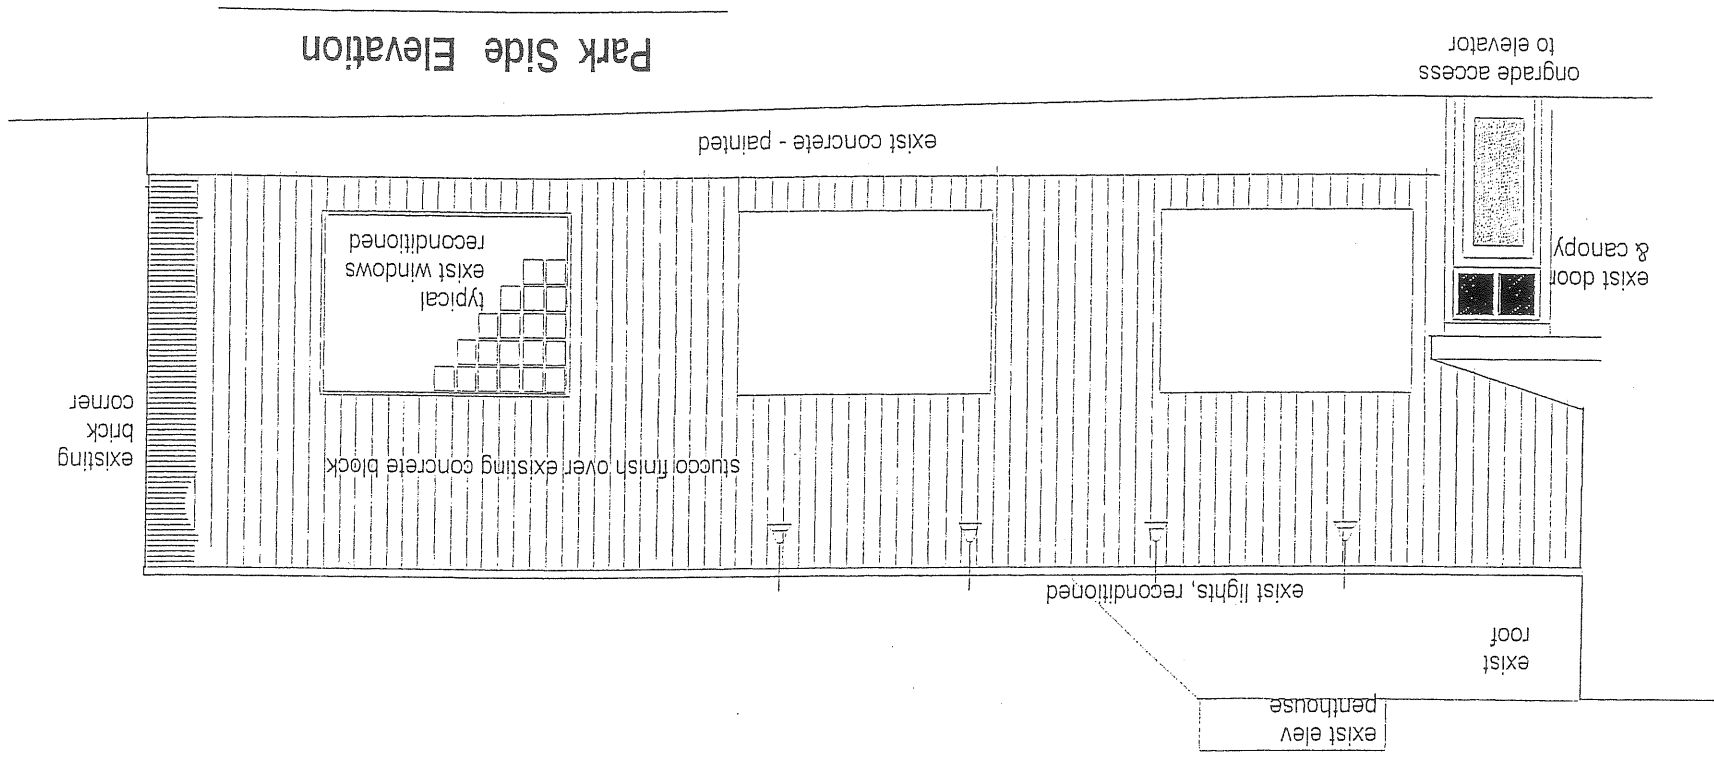 exist elev
penthouse
exist
roof
exist lights, reconditioned
stucco finish over existing concrete block
existing
brick
corner
typical
exist windows
reconditioned
exist door
& canopy
exist concrete - painted
ongrade access
to elevator
Park Side Elevation